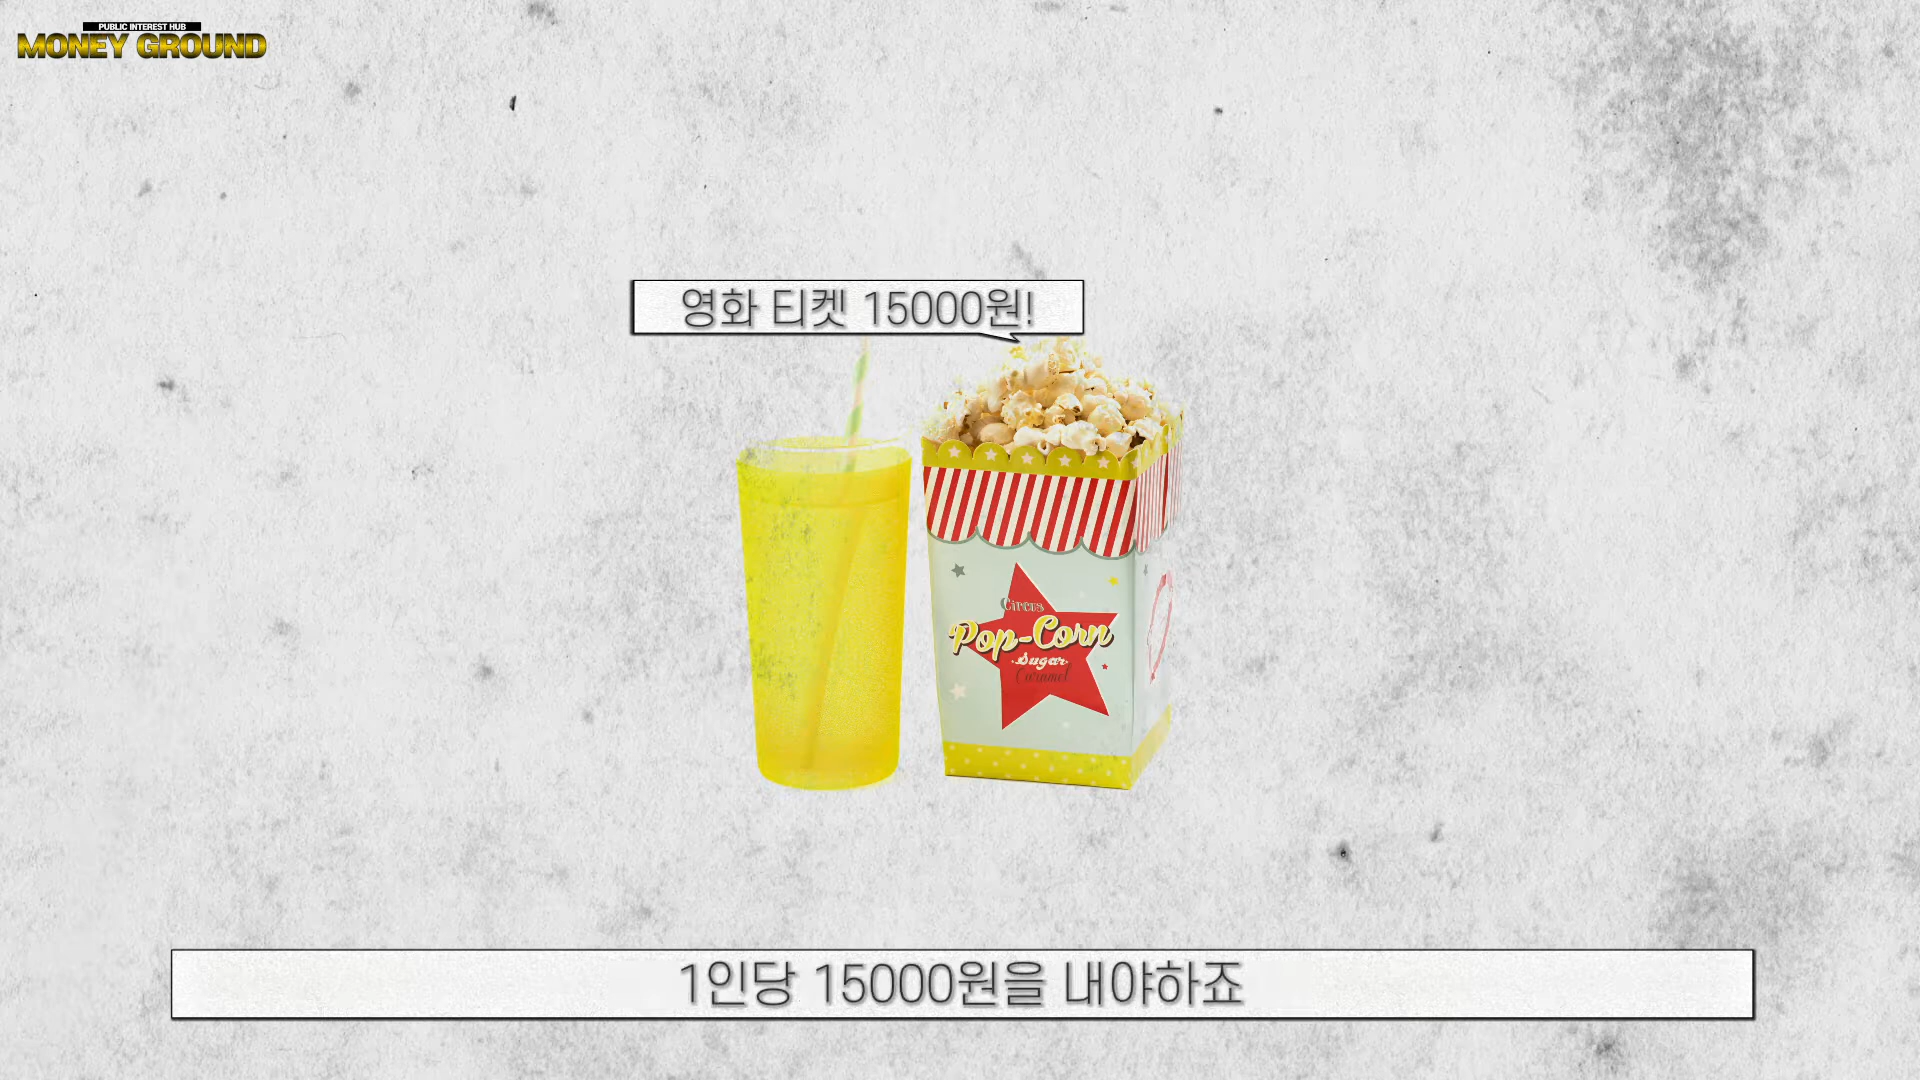 PUBLIC INTEREST HUB
MONEY GROUND
영화 티켓 15000원!
Circus
Pop-Corn
Sugar
Caramel
1인당 15000원을 내야하죠